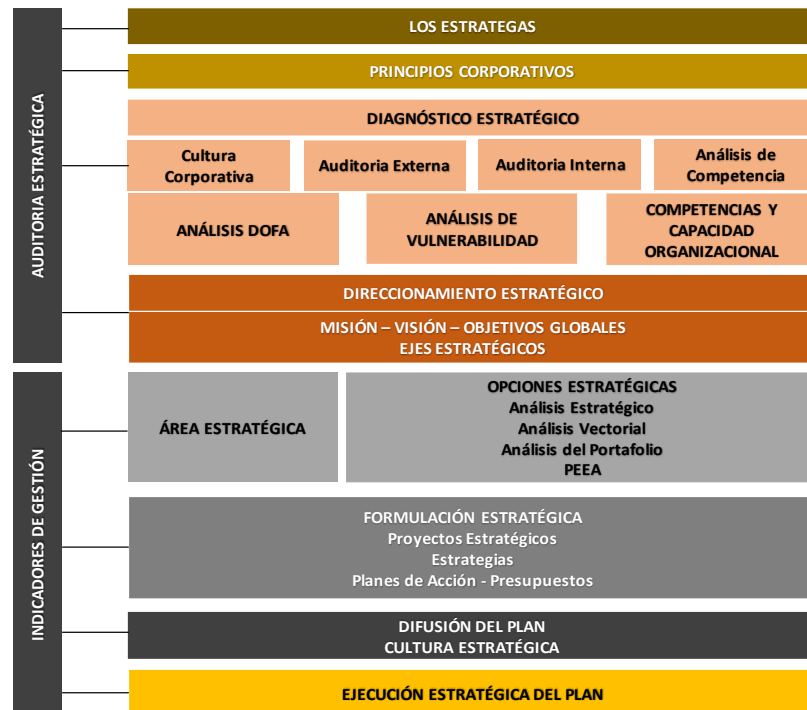 AUDITORIA ESTRATÉGICA
LOS ESTRATEGAS
PRINCIPIOS CORPORATIVOS
DIAGNÓSTICO ESTRATÉGICO
Cultura
Corporativa
Auditoria Externa
Auditoria Interna
Análisis de
Competencia
ANÁLISIS DOFA
ANÁLISIS DE
VULNERABILIDAD
COMPETENCIAS Y
CAPACIDAD
ORGANIZACIONAL
DIRECCIONAMIENTO ESTRATÉGICO
MISIÓN – VISIÓN – OBJETIVOS GLOBALES
EJES ESTRATÉGICOS
INDICADORES DE GESTIÓN
ÁREA ESTRATÉGICA
OPCIONES ESTRATÉGICAS
Análisis Estratégico
Análisis Vectorial
Análisis del Portafolio
PEEA
FORMULACIÓN ESTRATÉGICA
Proyectos Estratégicos
Estrategias
Planes de Acción - Presupuestos
DIFUSIÓN DEL PLAN
CULTURA ESTRATÉGICA
EJECUCIÓN ESTRATÉGICA DEL PLAN